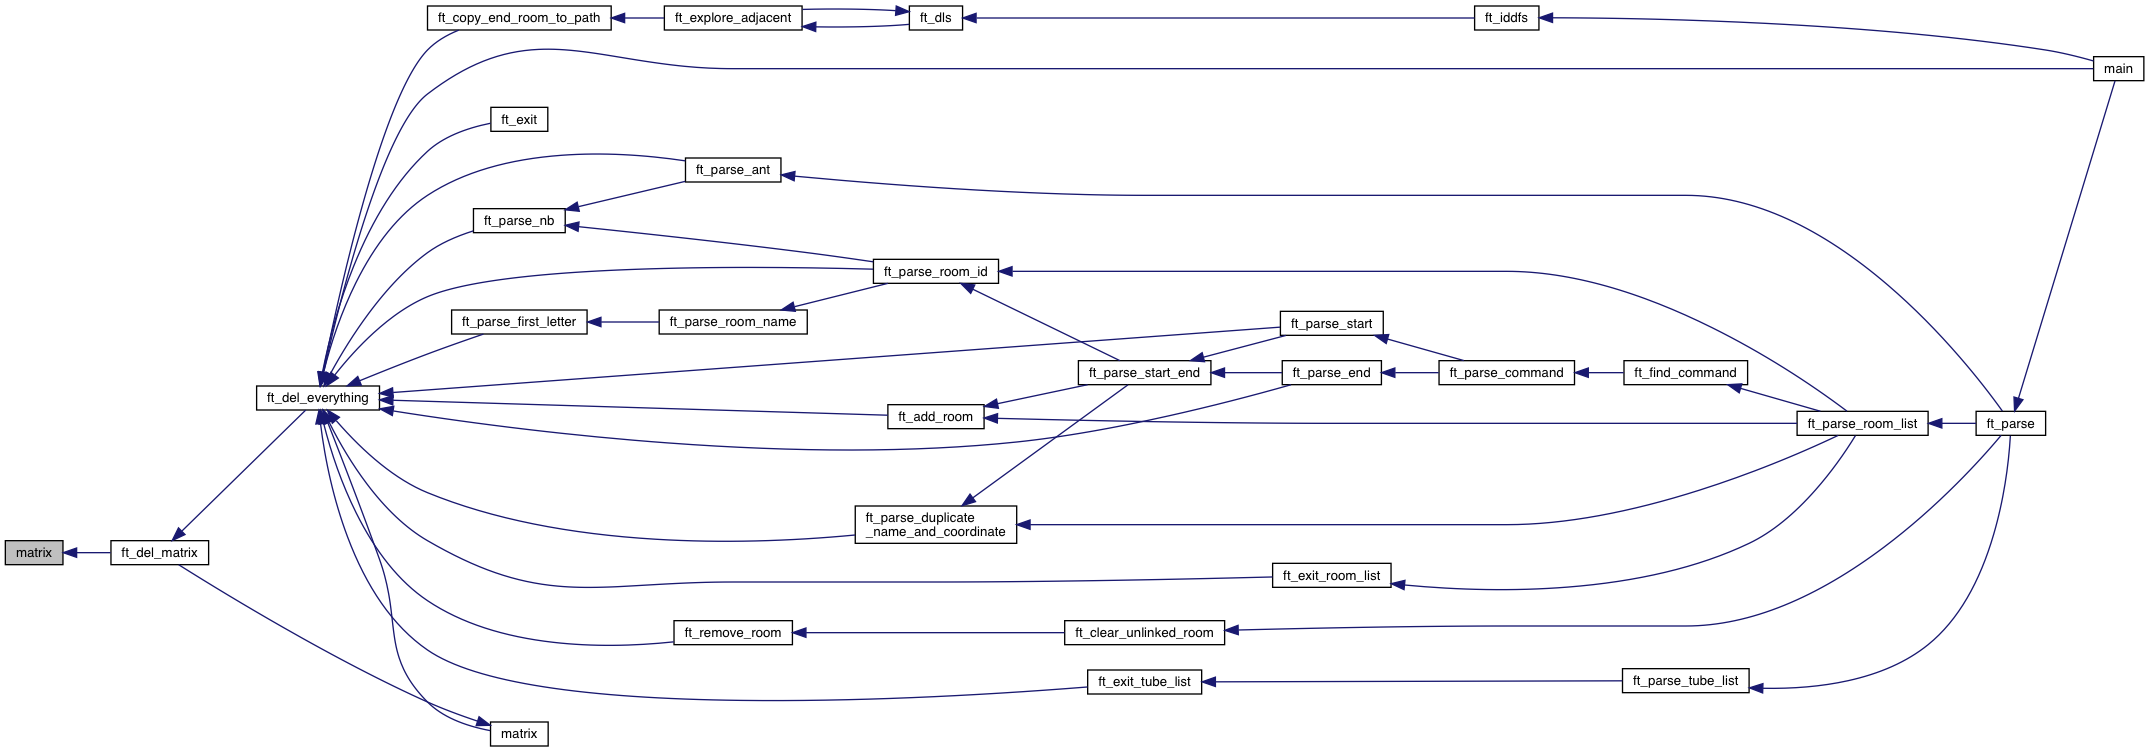 ft_copy_end_room_to_path
ft_explore_adjacent
ft_dls
ft_iddfs
main
ft_exit
ft_parse_ant
ft_parse_nb
ft_parse_room_id
ft_parse_first_letter
ft_parse_room_name
ft_parse_start
ft_parse_start_end
ft_parse_end
ft_parse_command
ft_find_command
ft_del_everything
ft_add_room
ft_parse_room_list
ft_parse
ft_parse_duplicate
_name_and_coordinate
matrix
ft_del_matrix
ft_exit_room_list
ft_remove_room
ft_clear_unlinked_room
ft_exit_tube_list
ft_parse_tube_list
matrix